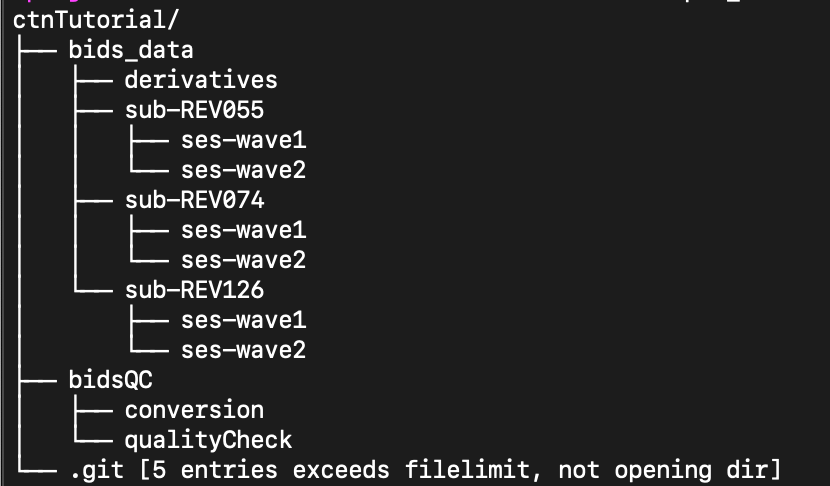 ctnTutorial/
├── bids_data
│   ├── derivatives
│   ├── sub-REV055
│   │   ├── ses-wave1
│   │   └── ses-wave2
│   ├── sub-REV074
│   │   ├── ses-wave1
│   │   └── ses-wave2
│   └── sub-REV126
│       ├── ses-wave1
│       └── ses-wave2
├── bidsQC
│   ├── conversion
│   └── qualityCheck
└── .git [5 entries exceeds filelimit, not opening dir]